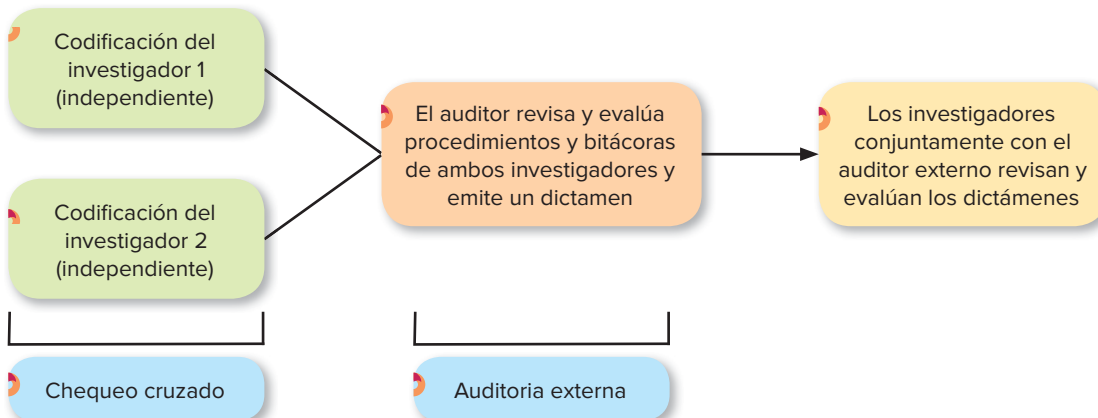 Codificación del
investigador 1
(independiente)
Codificación del
investigador 2
(independiente)
El auditor revisa y evalúa
procedimientos y bitácoras
de ambos investigadores y
emite un dictamen
Los investigadores
conjuntamente con el
auditor externo revisan y
evalúan los dictámenes
Chequeo cruzado
Auditoria externa